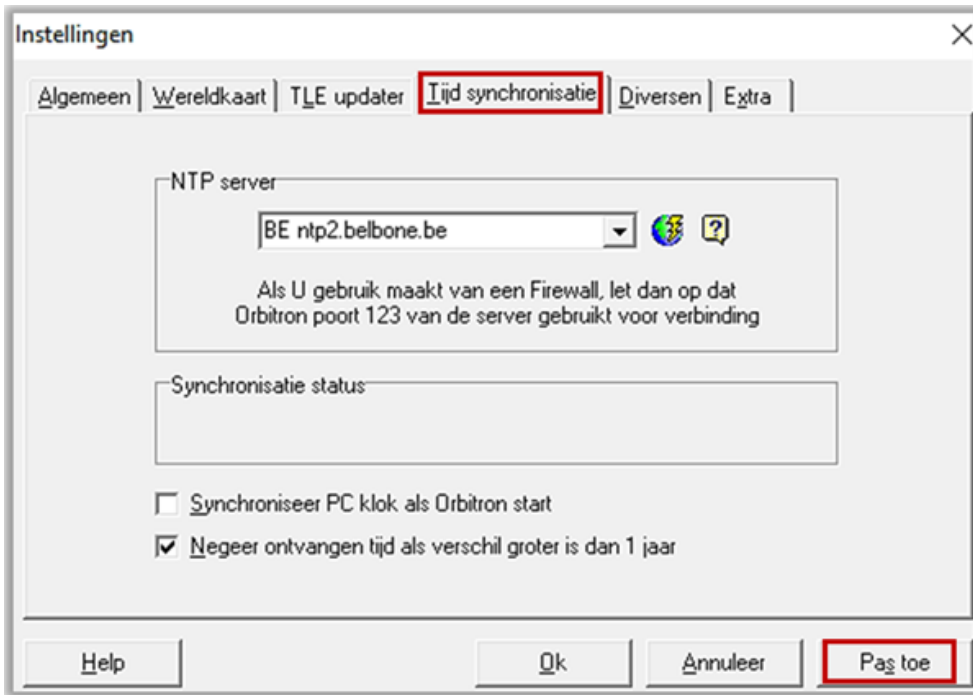 Instellingen
Algemeen
Wereldkaart
TLE updater
Tijd synchronisatie
Diversen
Extra
NTP server
BE ntp2.belbone.be
Als U gebruik maakt van een Firewall, let dan op dat
Orbitron poort 123 van de server gebruikt voor verbinding
Synchronisatie status
Synchroniseer PC klok als Orbitron start
Negeer ontvangen tijd als verschil groter is dan 1 jaar
Help
Ok
Annuleer
Pas toe